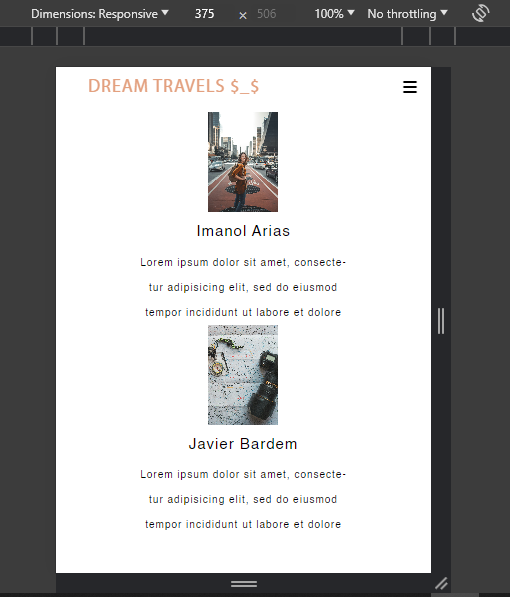 Dimensions: Responsive ▼ 375 × 506 100% ▼ No throttling ▼
DREAM TRAVELS $_$
Imanol Arias
Lorem ipsum dolor sit amet, consecte-
tur adipisicing elit, sed do eiusmod
tempor incididunt ut labore et dolore
Javier Bardem
Lorem ipsum dolor sit amet, consecte-
tur adipisicing elit, sed do eiusmod
tempor incididunt ut labore et dolore